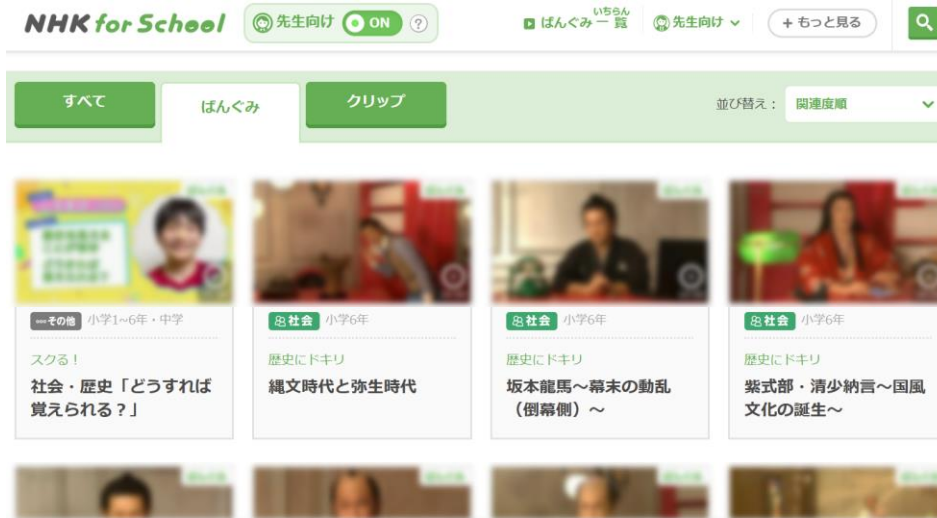 NHK for School
先生向け ON ?
いちらん
ばんぐみ一覧
先生向け
+ もっと見る
すべて
ばんぐみ
クリップ
並び替え： 関連度順
その他 小学1~6年・中学
スクる！
社会・歴史「どうすれば
覚えられる？」
社会 小学6年
歴史にドキリ
縄文時代と弥生時代
社会 小学6年
歴史にドキリ
坂本龍馬～幕末の動乱
（倒幕側）～
社会 小学6年
歴史にドキリ
紫式部・清少納言～国風
文化の誕生～